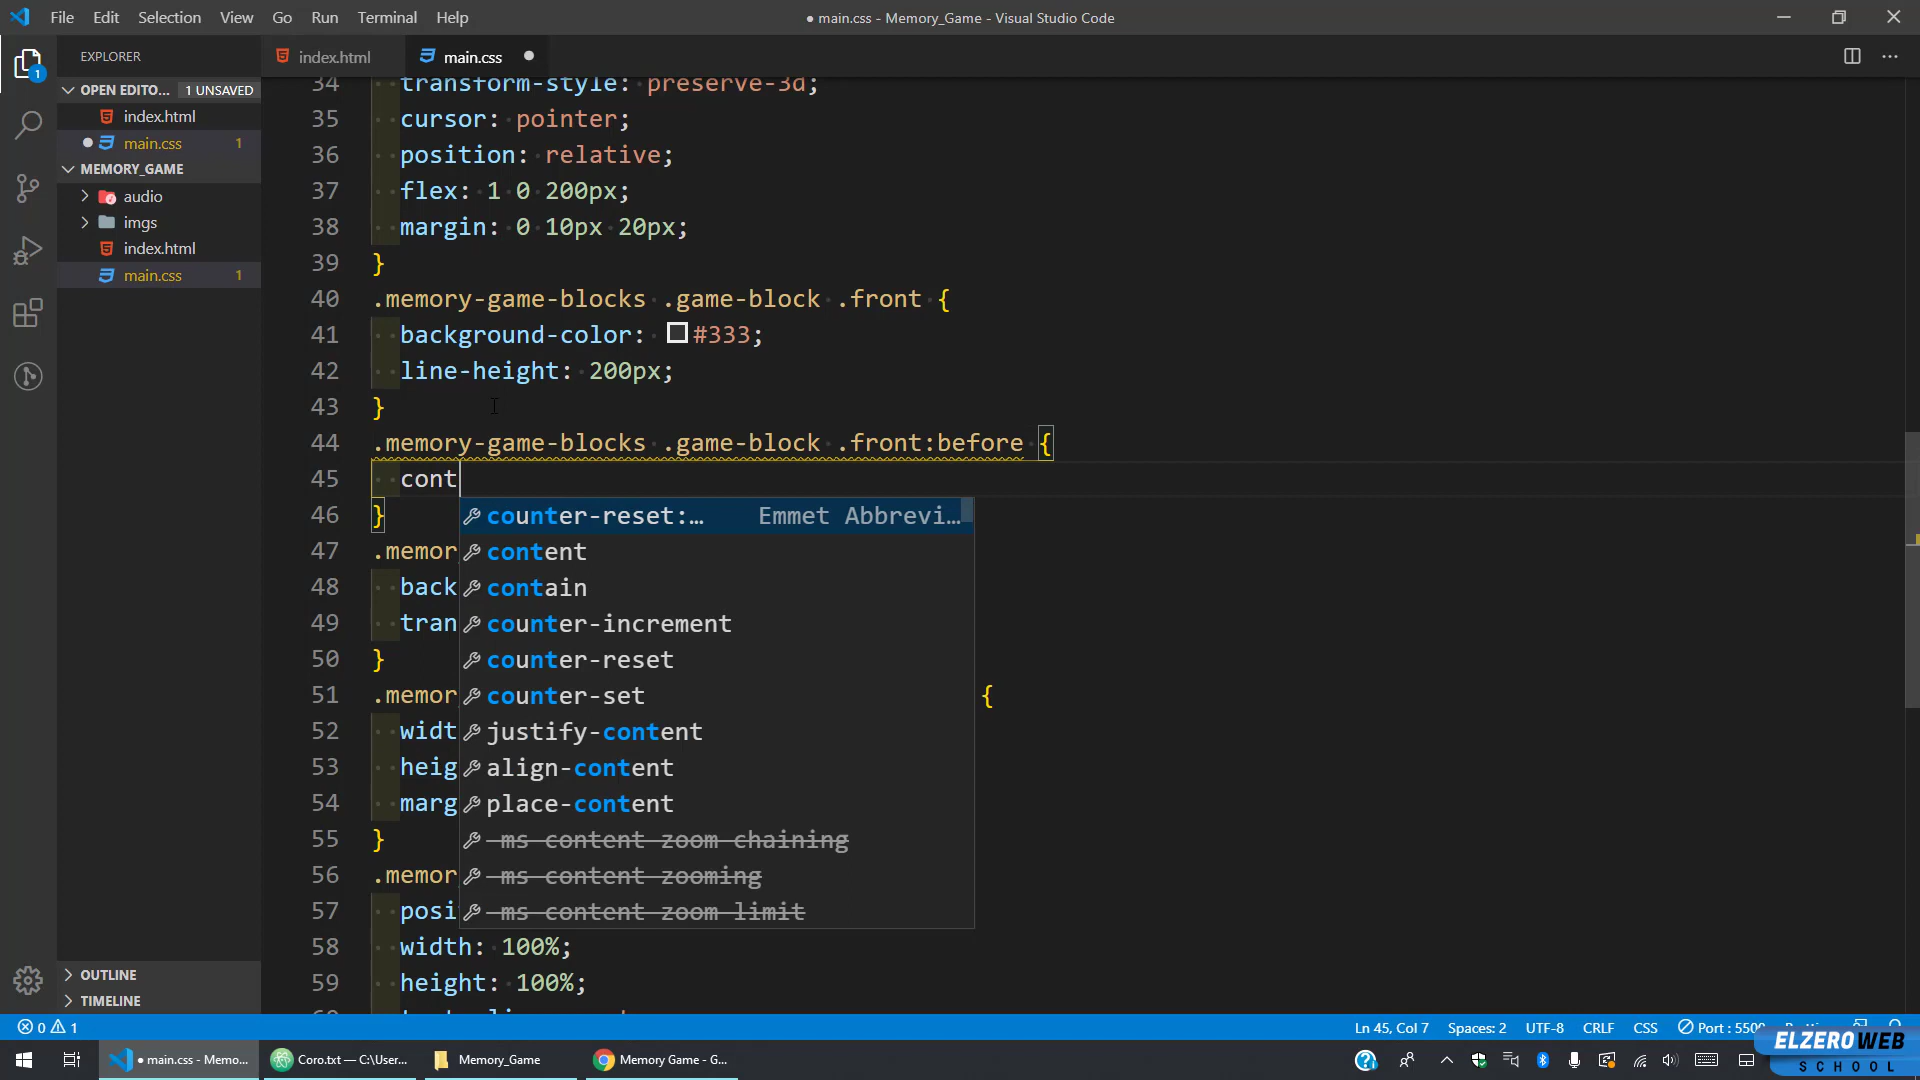 File Edit Selection View Go Run Terminal Help
● main.css - Memory_Game - Visual Studio Code
EXPLORER
index.html
main.css
OPEN EDITO... 1 UNSAVED
index.html
main.css 1
MEMORY_GAME
audio
imgs
index.html
main.css 1
OUTLINE
TIMELINE
34 transform-style: preserve-3d;
35 cursor: pointer;
36 position: relative;
37 flex: 1 0 200px;
38 margin: 0 10px 20px;
39 }
40 .memory-game-blocks .game-block .front {
41 background-color: #333;
42 line-height: 200px;
43 }
44 .memory-game-blocks .game-block .front:before {
45 cont
46 }
47 .memor
48 back
49 tran
50 }
51 .memor {
52 widt
53 heig
54 marg
55 }
56 .memor
57 posi
58 width: 100%;
59 height: 100%;
counter-reset:… Emmet Abbrevi…
content
contain
counter-increment
counter-reset
counter-set
justify-content
align-content
place-content
-ms-content-zoom-chaining
-ms-content-zooming
-ms-content-zoom-limit
0 1
Ln 45, Col 7 Spaces: 2 UTF-8 CRLF CSS Port : 5500
● main.css - Memo...
Coro.txt — C:\User...
Memory_Game
Memory Game - G...
ELZEROWEB
SCHOOL